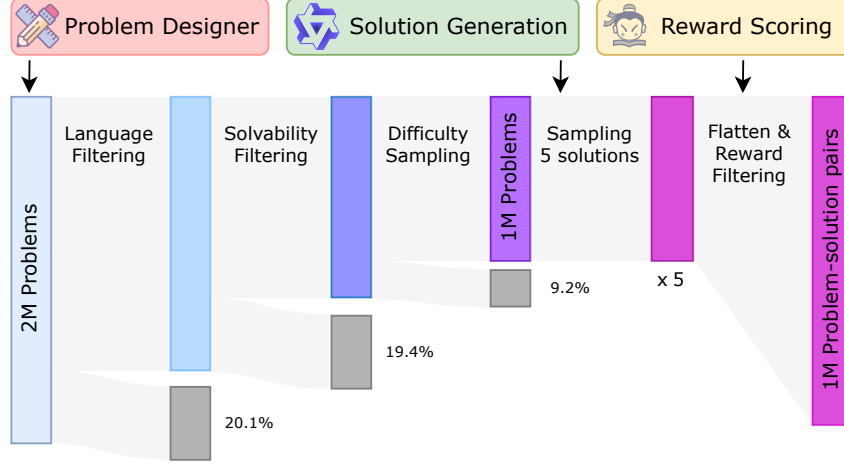 Problem Designer
Solution Generation
Reward Scoring
2M Problems
Language
Filtering
20.1%
Solvability
Filtering
19.4%
Difficulty
Sampling
1M Problems
9.2%
Sampling
5 solutions
x 5
Flatten &
Reward
Filtering
1M Problem-solution pairs